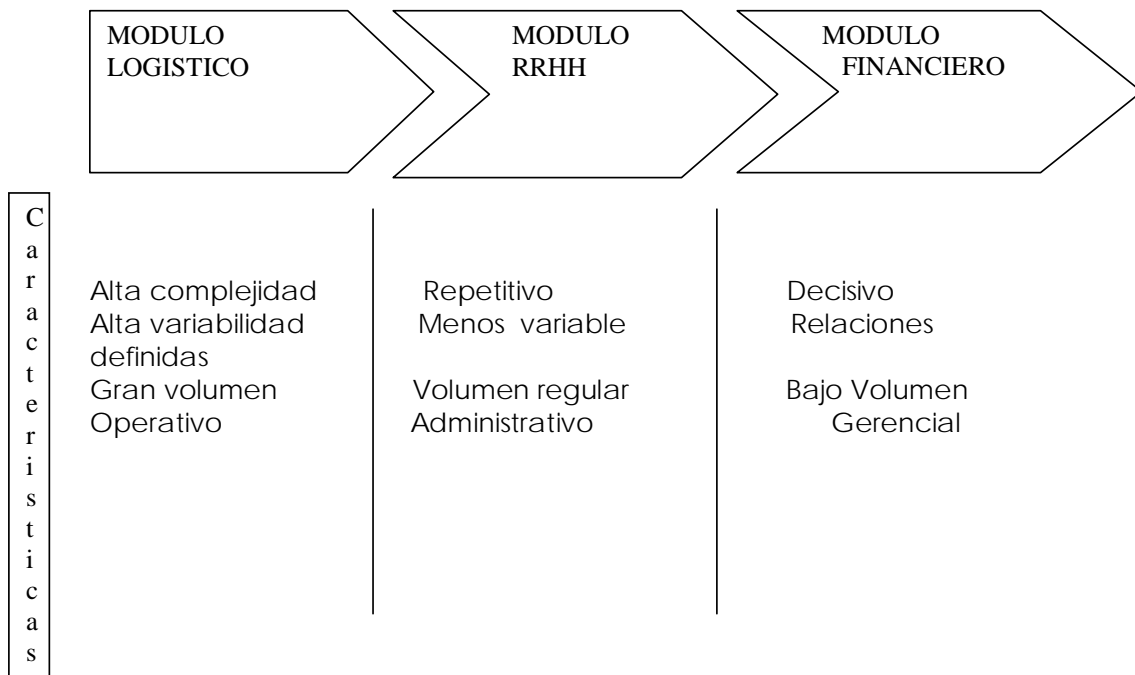 MODULO
LOGISTICO
MODULO
RRHH
MODULO
FINANCIERO
Caracteristicas
Alta complejidad Repetitivo Decisivo
Alta variabilidad Menos variable Relaciones
definidas
Gran volumen Volumen regular Bajo Volumen
Operativo Administrativo Gerencial